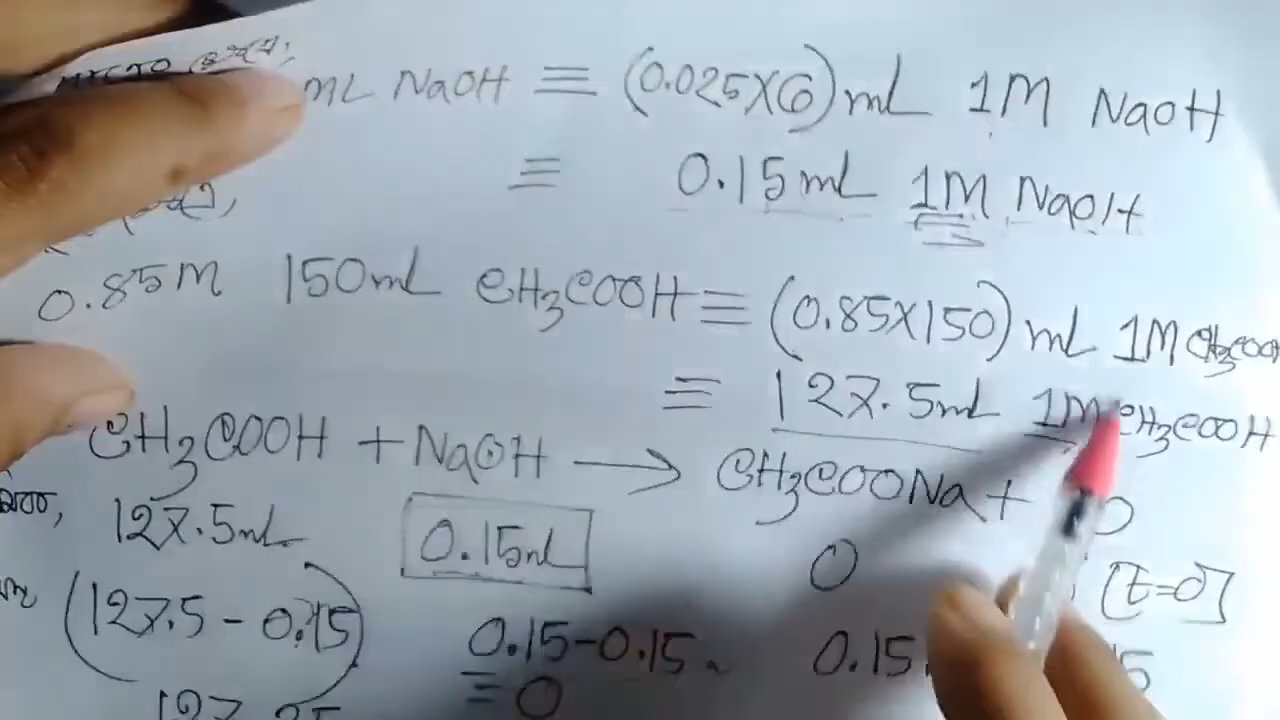 mL NaOH ≡ (0.025×6)mL 1M NaOH
≡ 0.15mL 1M NaOH
0.85M 150mL CH3COOH ≡ (0.85×150) mL 1M CH3COOH
≡ 127.5mL 1M CH3COOH
CH3COOH + NaOH → CH3COONa +
127.5mL 0.15mL 0 [t=0]
(127.5 - 0.15) 0.15-0.15 0.15
≡ 0